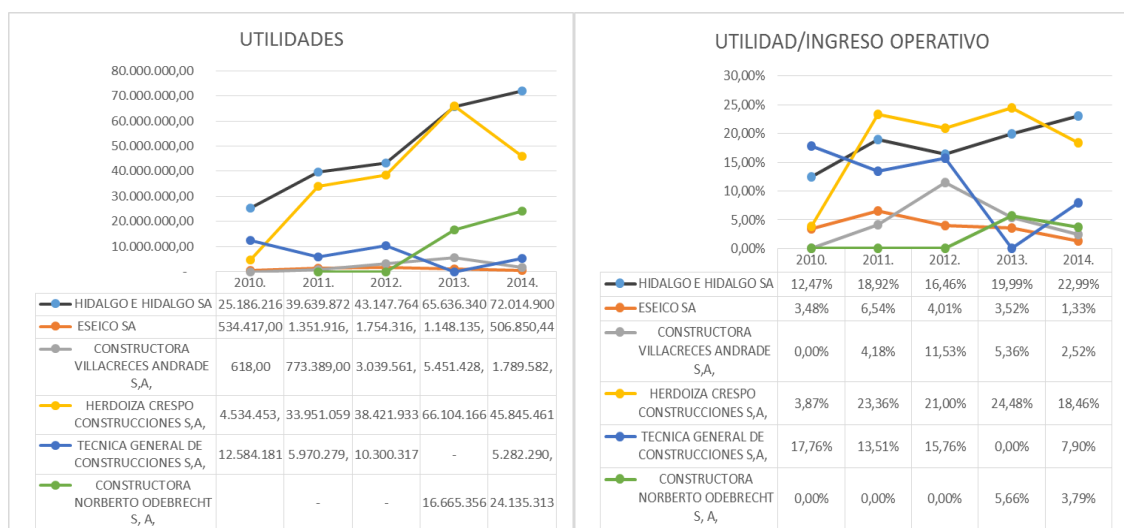 UTILIDADES
80.000.000,00
70.000.000,00
60.000.000,00
50.000.000,00
40.000.000,00
30.000.000,00
20.000.000,00
10.000.000,00
-
2010. 2011. 2012. 2013. 2014.
HIDALGO E HIDALGO SA 25.186.216 39.639.872 43.147.764 65.636.340 72.014.900
ESEICO SA 534.417,00 1.351.916, 1.754.316, 1.148.135, 506.850,44
CONSTRUCTORA
VILLACRECES ANDRADE
S,A, 618,00 773.389,00 3.039.561, 5.451.428, 1.789.582,
HERDOIZA CRESPO
CONSTRUCCIONES S,A, 4.534.453, 33.951.059 38.421.933 66.104.166 45.845.461
TECNICA GENERAL DE
CONSTRUCCIONES S,A, 12.584.181 5.970.279, 10.300.317 - 5.282.290,
CONSTRUCTORA
NORBERTO ODEBRECHT
S, A, - - 16.665.356 24.135.313
UTILIDAD/INGRESO OPERATIVO
30,00%
25,00%
20,00%
15,00%
10,00%
5,00%
0,00%
2010. 2011. 2012. 2013. 2014.
HIDALGO E HIDALGO SA 12,47% 18,92% 16,46% 19,99% 22,99%
ESEICO SA 3,48% 6,54% 4,01% 3,52% 1,33%
CONSTRUCTORA
VILLACRECES ANDRADE
S,A, 0,00% 4,18% 11,53% 5,36% 2,52%
HERDOIZA CRESPO
CONSTRUCCIONES S,A, 3,87% 23,36% 21,00% 24,48% 18,46%
TECNICA GENERAL DE
CONSTRUCCIONES S,A, 17,76% 13,51% 15,76% 0,00% 7,90%
CONSTRUCTORA
NORBERTO ODEBRECHT
S, A, 0,00% 0,00% 0,00% 5,66% 3,79%